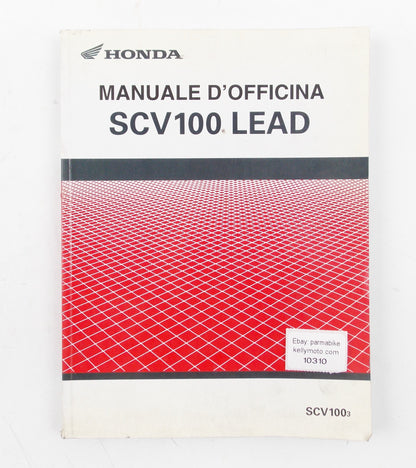 HONDA
MANUALE D'OFFICINA
SCV100 LEAD
Ebay: parmabike
kellymoto.com
10310
SCV1003